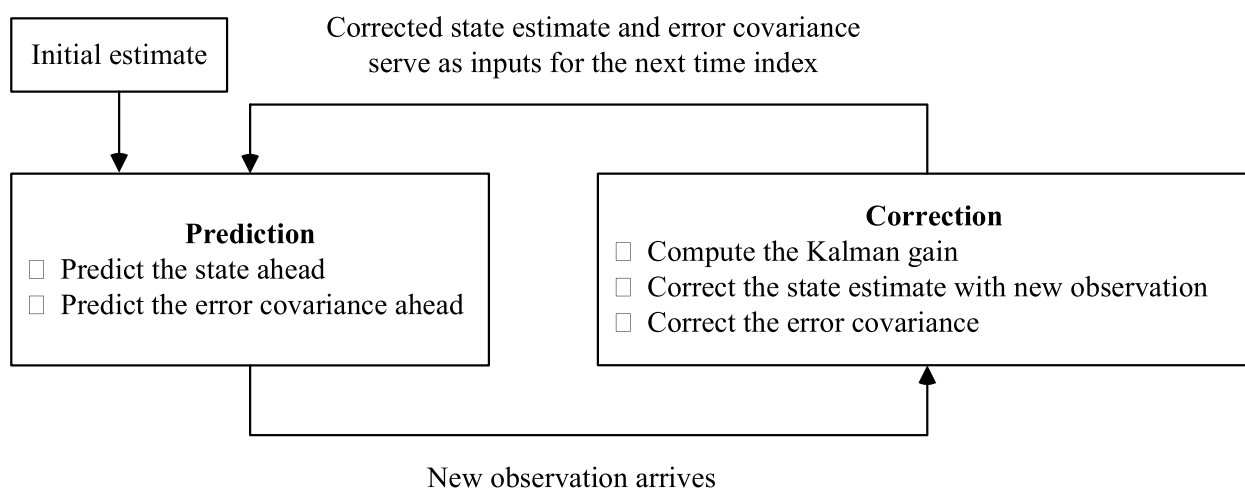 Initial estimate
Corrected state estimate and error covariance
serve as inputs for the next time index
Prediction
Predict the state ahead
Predict the error covariance ahead
Correction
Compute the Kalman gain
Correct the state estimate with new observation
Correct the error covariance
New observation arrives